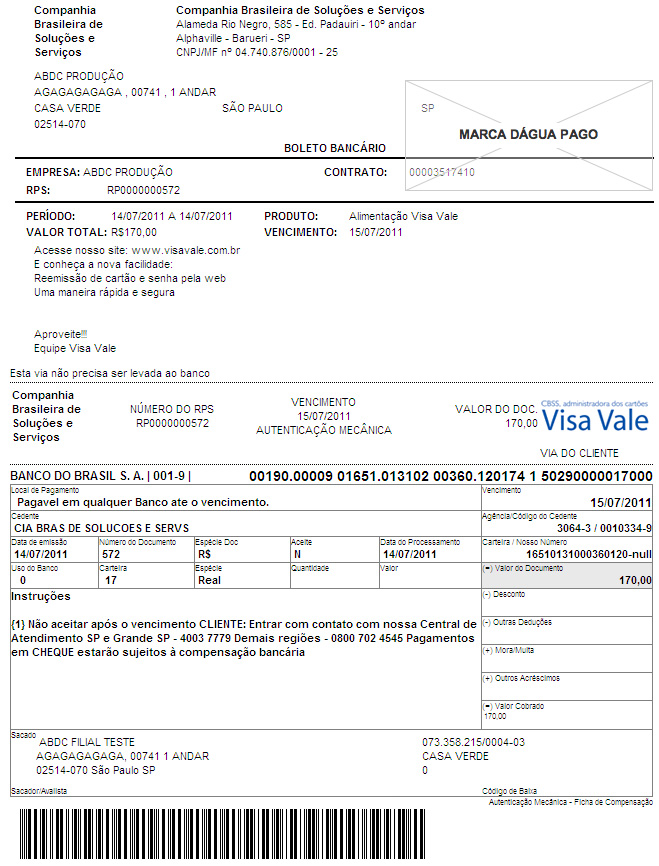 Companhia Brasileira de Soluções e Serviços
Companhia Brasileira de Soluções e Serviços
Alameda Rio Negro, 585 - Ed. Padauiri - 10º andar
Alphaville - Barueri - SP
CNPJ/MF nº 04.740.876/0001 - 25
ABDC PRODUÇÃO
AGAGAGAGAGA , 00741 , 1 ANDAR
CASA VERDE SÃO PAULO SP
02514-070
MARCA DÁGUA PAGO
BOLETO BANCÁRIO
EMPRESA: ABDC PRODUÇÃO CONTRATO: 00003517410
RPS: RP0000000572
PERÍODO: 14/07/2011 A 14/07/2011 PRODUTO: Alimentação Visa Vale
VALOR TOTAL: R$170,00 VENCIMENTO: 15/07/2011
Acesse nosso site: www.visavale.com.br
E conheça a nova facilidade:
Reemissão de cartão e senha pela web
Uma maneira rápida e segura
Aproveite!!!
Equipe Visa Vale
Esta via não precisa ser levada ao banco
Companhia
Brasileira de
Soluções e
Serviços
NÚMERO DO RPS
RP0000000572
VENCIMENTO
15/07/2011
AUTENTICAÇÃO MECÂNICA
VALOR DO DOC.
170,00
CBSS, administradora dos cartões
Visa Vale
VIA DO CLIENTE
BANCO DO BRASIL S. A. | 001-9 | 00190.00009 01651.013102 00360.120174 1 50290000017000
Local de Pagamento Vencimento
Pagavel em qualquer Banco ate o vencimento. 15/07/2011
Cedente Agência/Código do Cedente
CIA BRAS DE SOLUCOES E SERVS 3064-3 / 0010334-9
Data de emissão Número do Documento Espécie Doc Aceite Data do Processamento Carteira / Nosso Número
14/07/2011 572 R$ N 14/07/2011 16510131000360120-null
Uso do Banco Carteira Espécie Quantidade Valor (=) Valor do Documento
0 17 Real 170,00
Instruções
(-) Desconto
{1} Não aceitar após o vencimento CLIENTE: Entrar com contato com nossa Central de
Atendimento SP e Grande SP - 4003 7779 Demais regiões - 0800 702 4545 Pagamentos
em CHEQUE estarão sujeitos à compensação bancária
(-) Outras Deduções
(+) Mora/Multa
(+) Outros Acréscimos
(=) Valor Cobrado
170,00
Sacado
ABDC FILIAL TESTE 073.358.215/0004-03
AGAGAGAGAGA, 00741 1 ANDAR CASA VERDE
02514-070 São Paulo SP 0
Sacador/Avalista Código de Baixa
Autenticação Mecânica - Ficha de Compensação